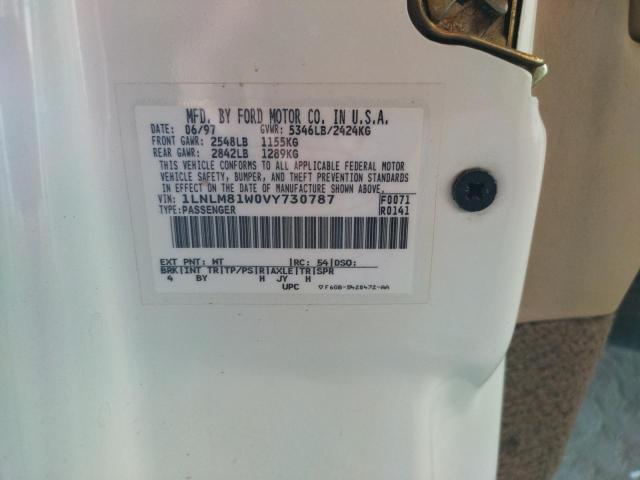 MFD. BY FORD MOTOR CO. IN U.S.A.
DATE: 06/97 GVWR: 5346LB/2424KG
FRONT GAWR: 2548LB 1155KG
REAR GAWR: 2842LB 1289KG
THIS VEHICLE CONFORMS TO ALL APPLICABLE FEDERAL MOTOR
VEHICLE SAFETY, BUMPER, AND THEFT PREVENTION STANDARDS
IN EFFECT ON THE DATE OF MANUFACTURE SHOWN ABOVE.
VIN: 1LNLM81W0VY730787 F0071
TYPE: PASSENGER R0141
EXT PNT: WT |RC: 54|DSO:
BRK|INT TR|TP/PS|R|AXLE|TR|SPR
4 BY H JY H
UPC ▽F6DB-5420472-AA